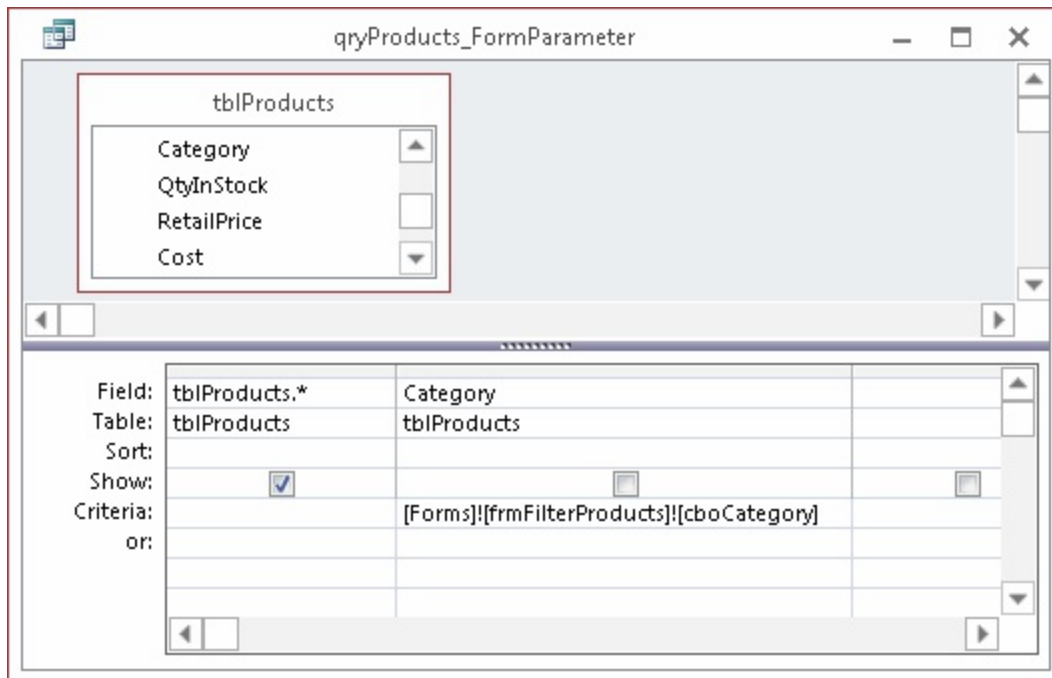 qryProducts_FormParameter
tblProducts
Category
QtyInStock
RetailPrice
Cost
Field: tblProducts.* Category
Table: tblProducts tblProducts
Sort:
Show:
Criteria: [Forms]![frmFilterProducts]![cboCategory]
or: